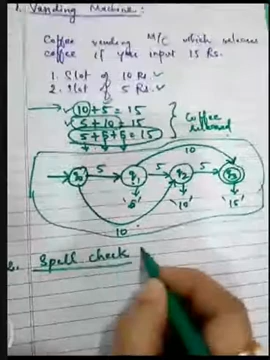 1. Vending Machine:
Coffee vending M/C which releases
coffee if you input 15 Rs.
1. Slot of 10 Rs.
2. Slot of 5 Rs.
10+5 = 15
5+10 = 15
5+5+5 = 15
Coffee
released
10
q0 5 q1 5 q2 5 q3
'5' '10' '15'
10
2. Spell check